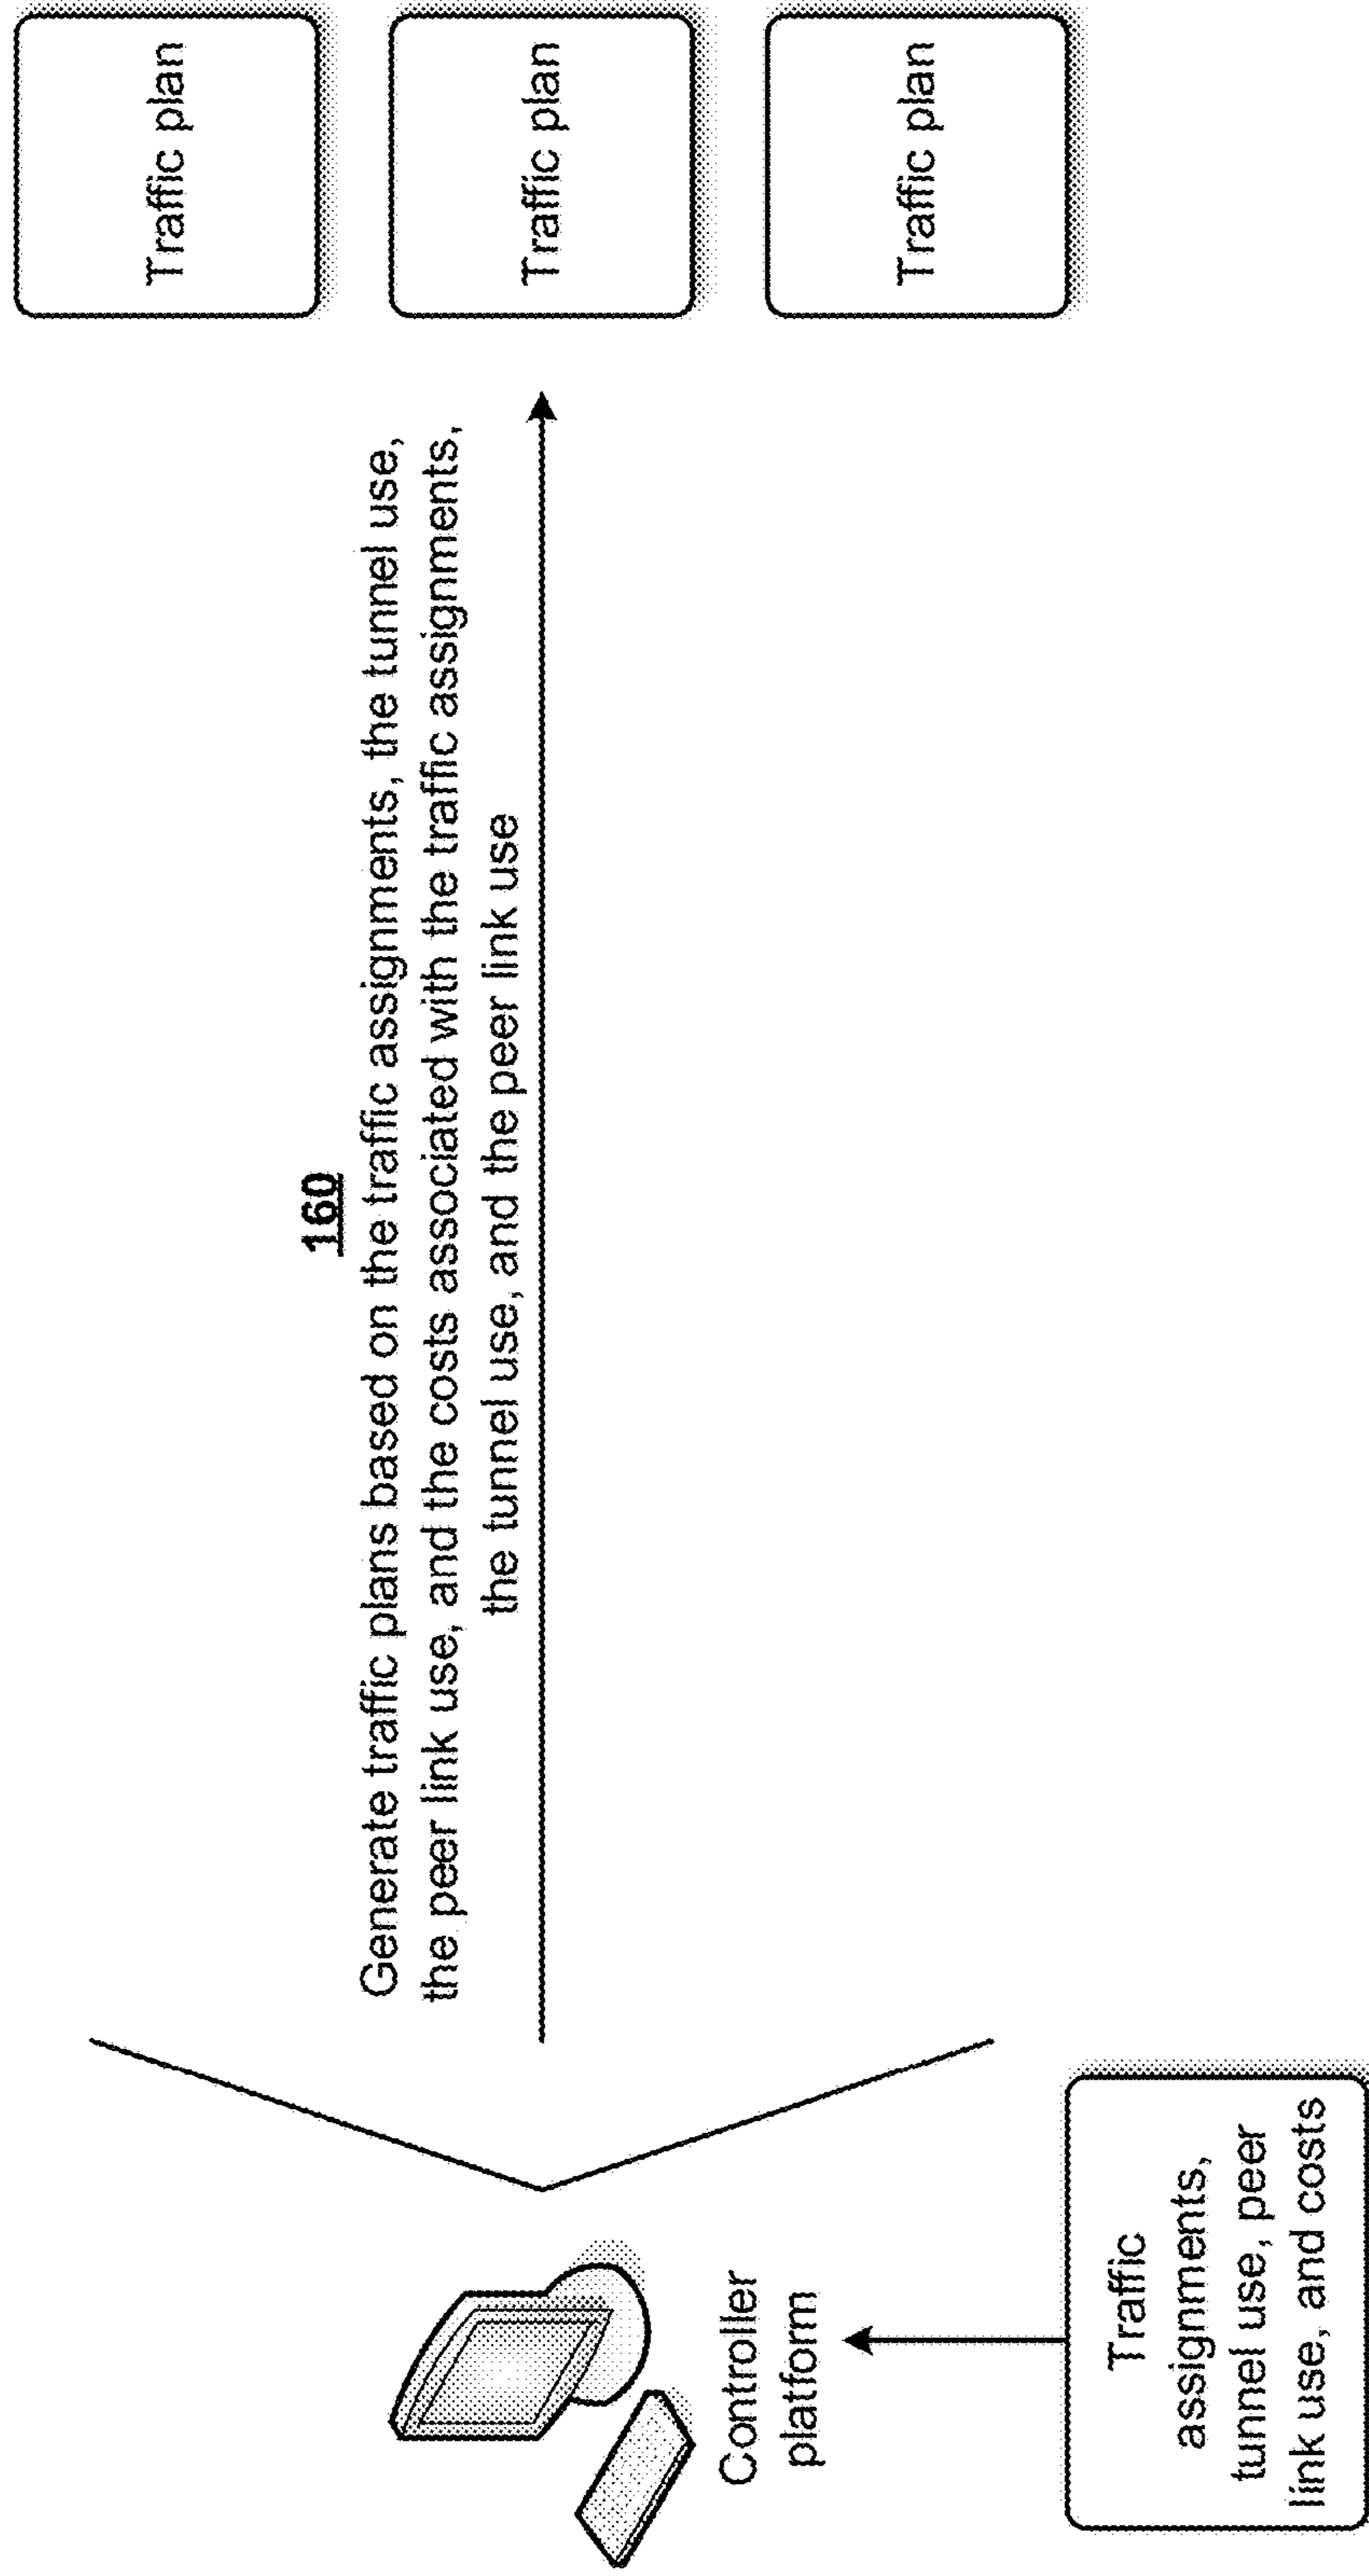 160
Generate traffic plans based on the traffic assignments, the tunnel use,
the peer link use, and the costs associated with the traffic assignments,
the tunnel use, and the peer link use
Traffic plan
Traffic plan
Traffic plan
Controller
platform
Traffic
assignments,
tunnel use, peer
link use, and costs